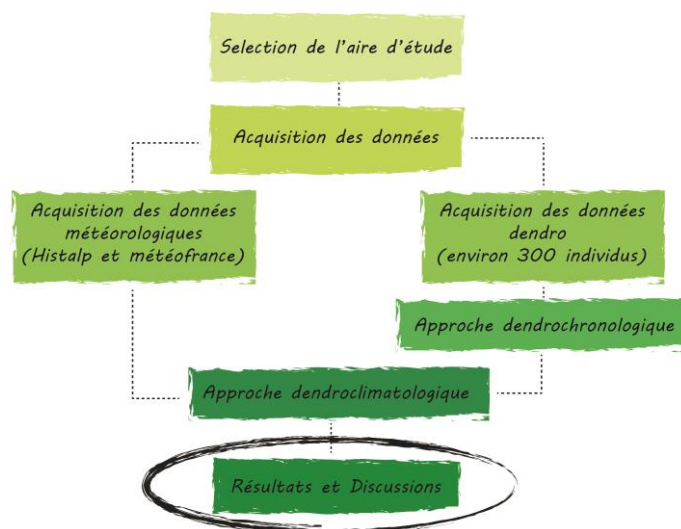 Selection de l'aire d'étude
Acquisition des données
Acquisition des données
météorologiques
(Histalp et météofrance)
Acquisition des données
dendro
(environ 300 individus)
Approche dendrochronologique
Approche dendroclimatologique
Résultats et Discussions